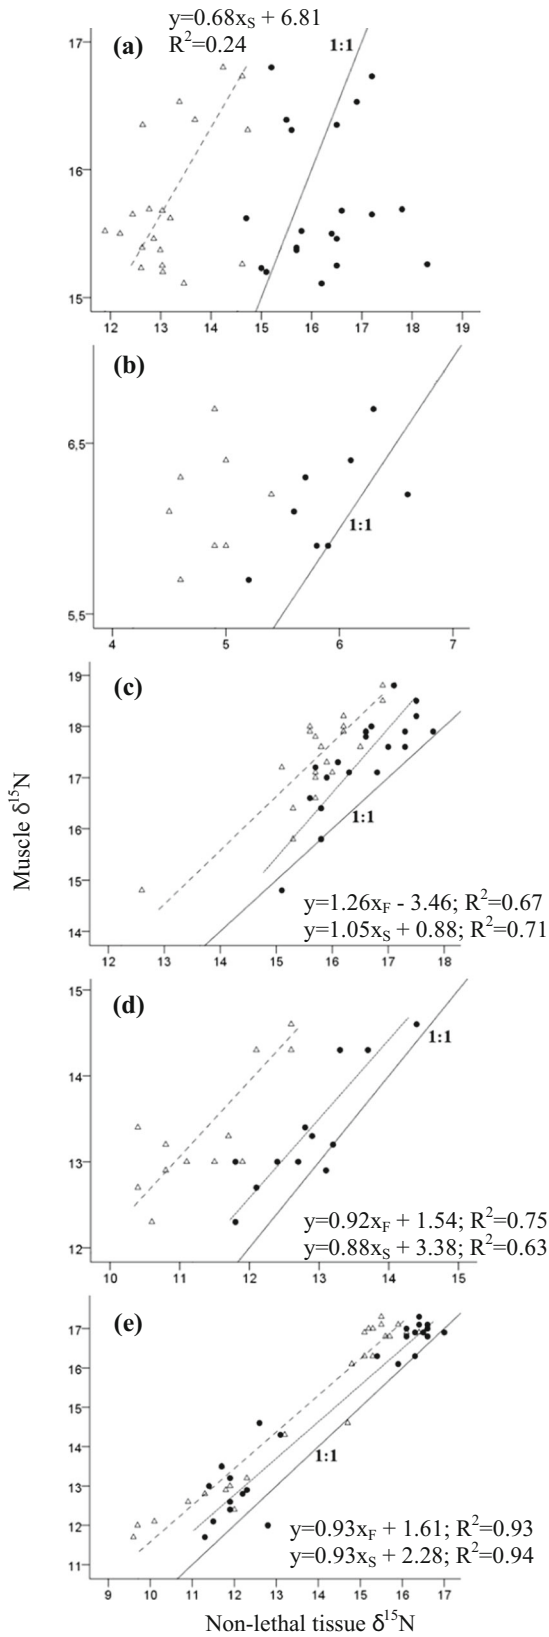 y=0.68x_S + 6.81
R²=0.24
(a)
1:1
17
16
15
12 13 14 15 16 17 18 19
(b)
6,5
1:1
5,5
4 5 6 7
(c)
19
18
17
16
15
14
1:1
y=1.26x_F - 3.46; R²=0.67
y=1.05x_S + 0.88; R²=0.71
12 13 14 15 16 17 18
Muscle δ¹⁵N
(d)
15
14
13
12
1:1
y=0.92x_F + 1.54; R²=0.75
y=0.88x_S + 3.38; R²=0.63
10 11 12 13 14 15
(e)
17
16
15
14
13
12
11
1:1
y=0.93x_F + 1.61; R²=0.93
y=0.93x_S + 2.28; R²=0.94
9 10 11 12 13 14 15 16 17
Non-lethal tissue δ¹⁵N